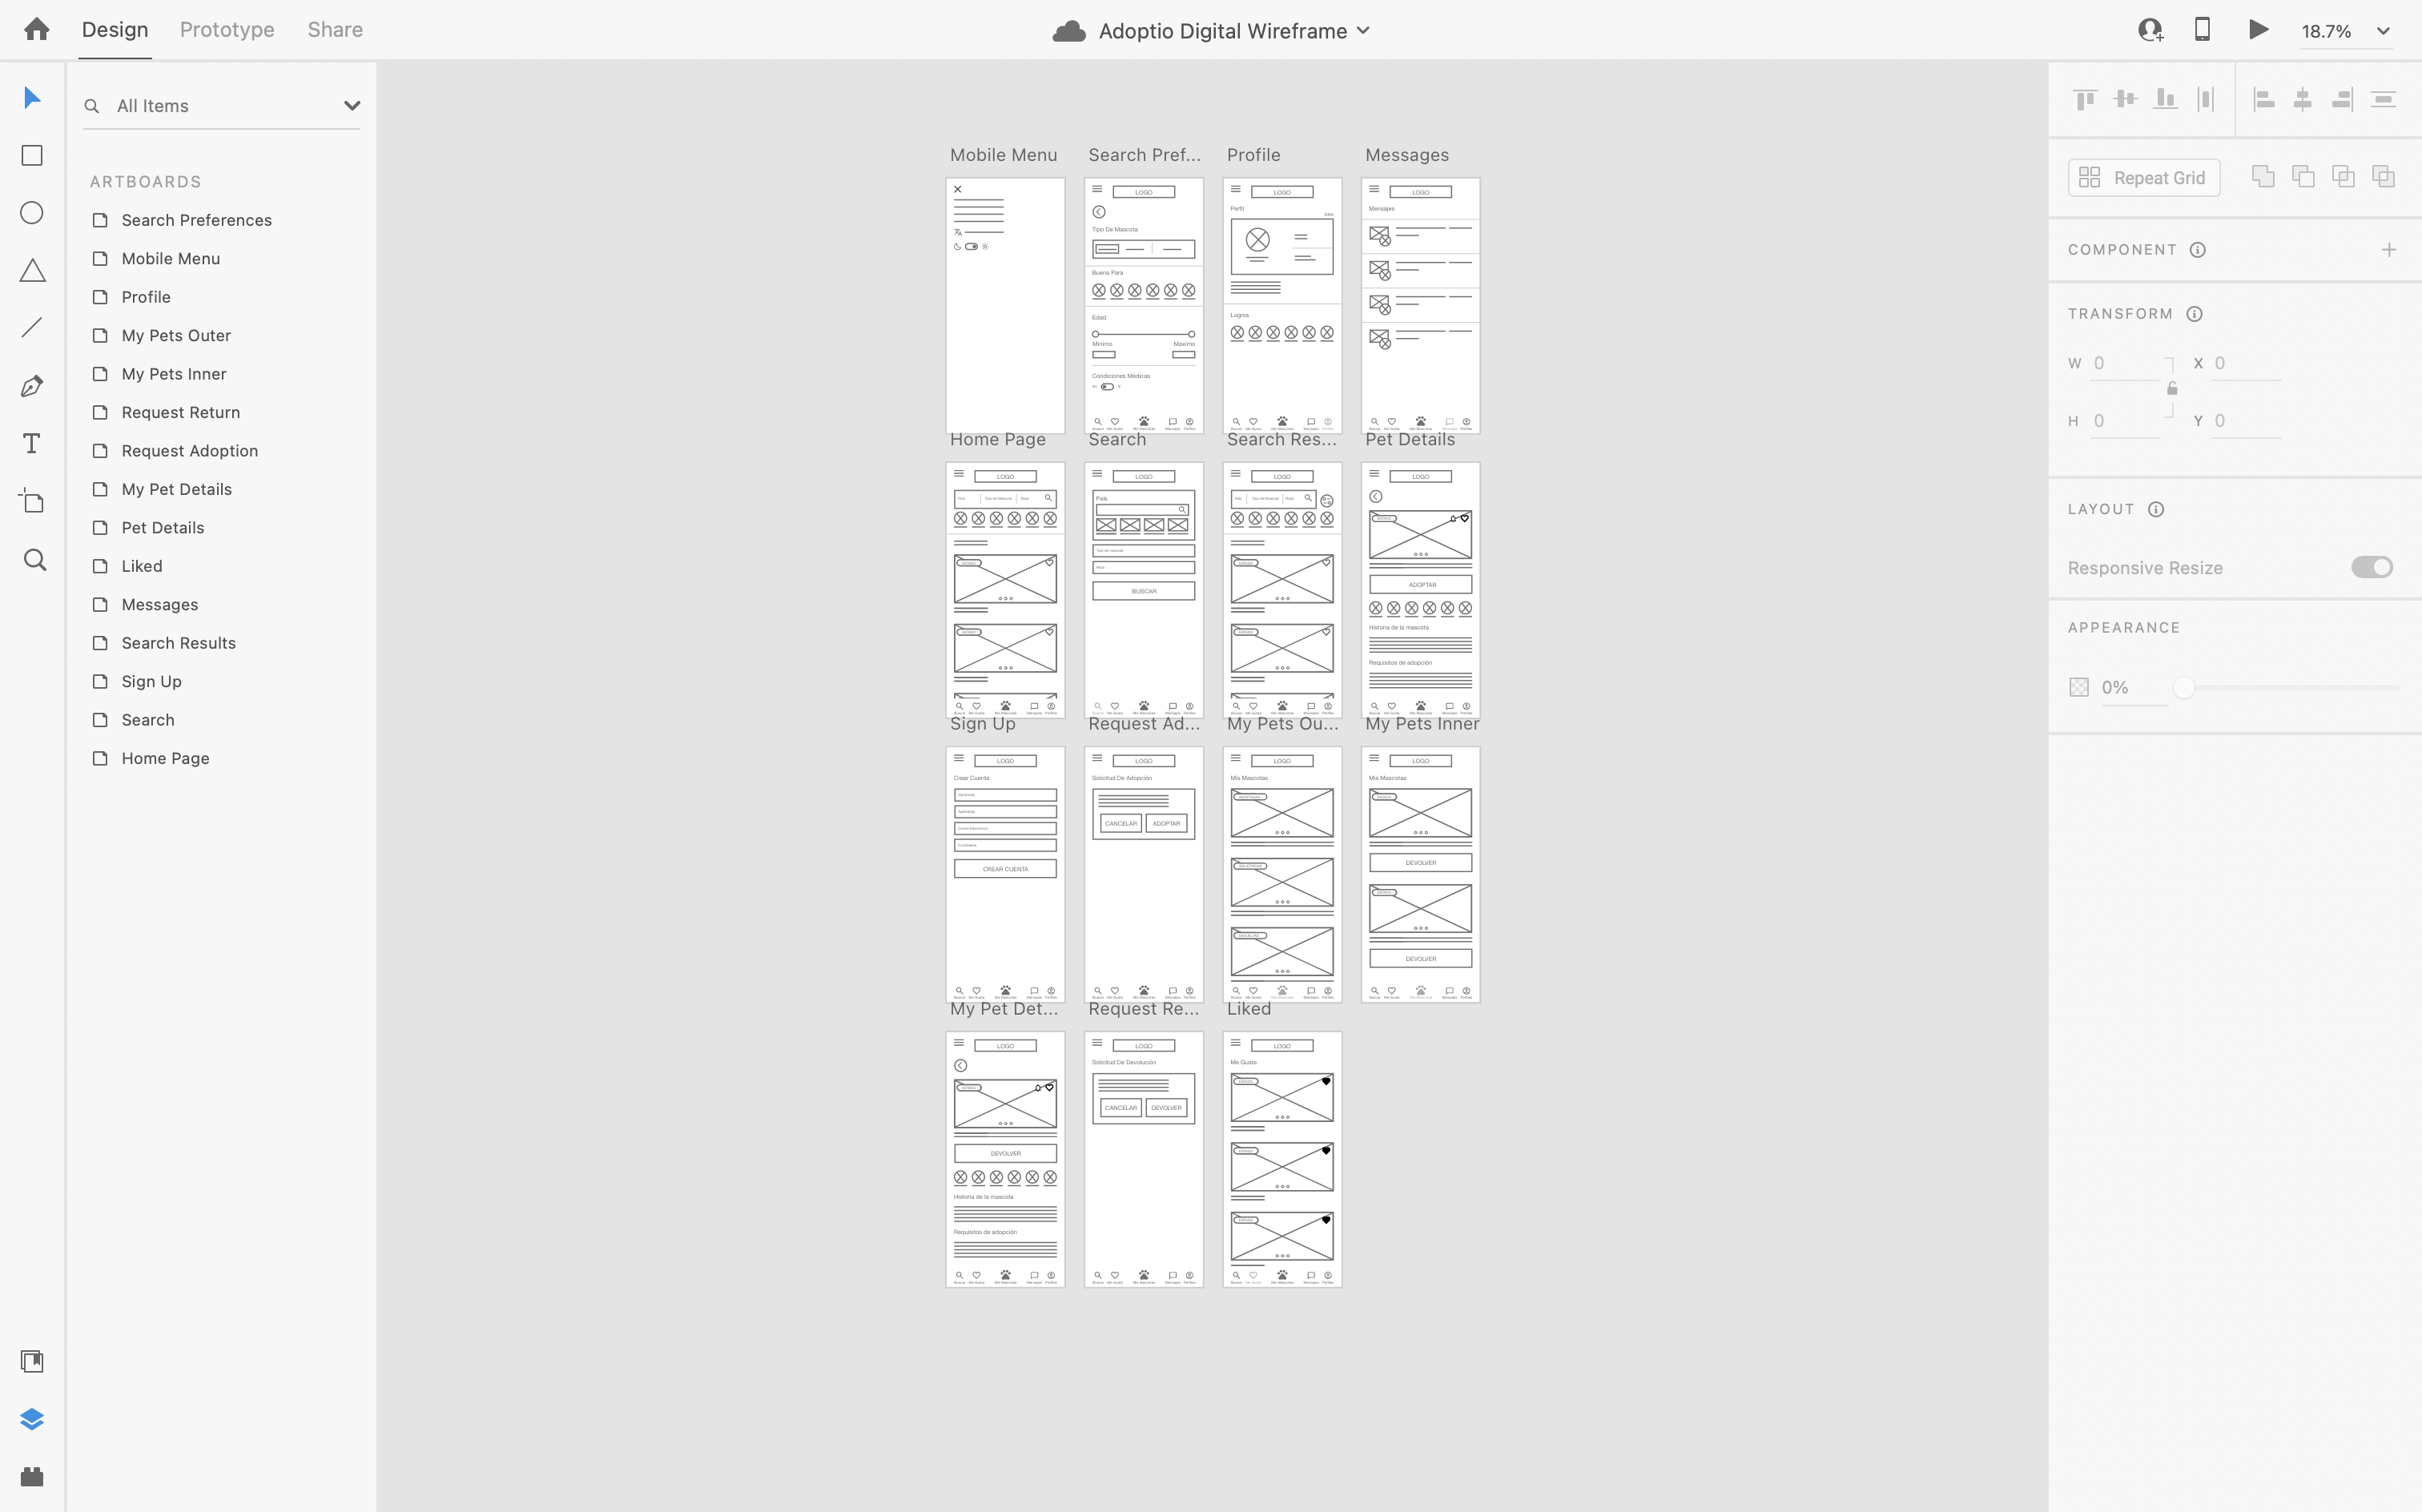 Design Prototype Share
Adoptio Digital Wireframe
18.7%
All Items
ARTBOARDS
Search Preferences
Mobile Menu
Profile
My Pets Outer
My Pets Inner
Request Return
Request Adoption
My Pet Details
Pet Details
Liked
Messages
Search Results
Sign Up
Search
Home Page
Mobile Menu
Search Pref...
LOGO
Tipo De Mascota
Buena Para
Edad
Minimo Maximo
Condiciones Médicas
Profile
LOGO
Perfil
Logros
Messages
LOGO
Mensajes
Home Page
LOGO
Search
LOGO
País
BUSCAR
Search Res...
LOGO
Pet Details
LOGO
ADOPTAR
Historia de la mascota
Requisitos de adopción
Sign Up
LOGO
Crear Cuenta
CREAR CUENTA
Request Ad...
LOGO
Solicitud De Adopción
CANCELAR ADOPTAR
My Pets Ou...
LOGO
Mis Mascotas
My Pets Inner
LOGO
Mis Mascotas
DEVOLVER
DEVOLVER
My Pet Det...
LOGO
DEVOLVER
Historia de la mascota
Requisitos de adopción
Request Re...
LOGO
Solicitud De Devolución
CANCELAR DEVOLVER
Liked
LOGO
Me Gusta
Repeat Grid
COMPONENT
TRANSFORM
W 0 X 0
H 0 Y 0
LAYOUT
Responsive Resize
APPEARANCE
0%